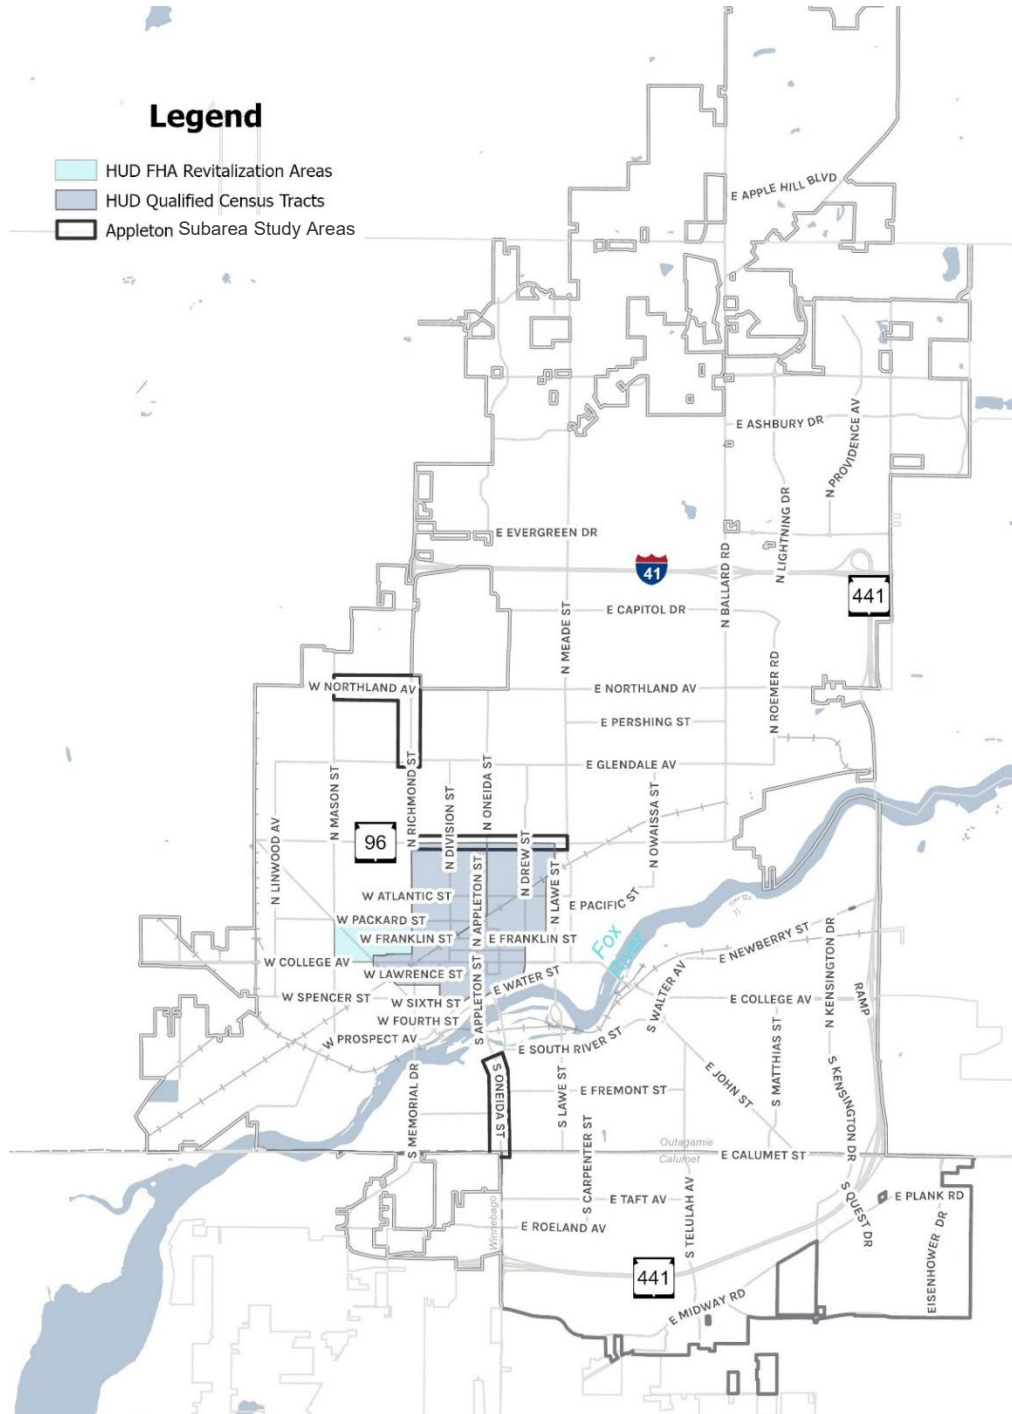 Legend
HUD FHA Revitalization Areas
HUD Qualified Census Tracts
Appleton Subarea Study Areas
E APPLE HILL BLVD
E ASHBURY DR
N PROVIDENCE AV
N LIGHTNING DR
E EVERGREEN DR
N BALLARD RD
41
441
N MEADE ST
E CAPITOL DR
W NORTHLAND AV
E NORTHLAND AV
N ROEMER RD
E PERSHING ST
N RICHMOND ST
N MASON ST
E GLENDALE AV
N ONEIDA ST
N DIVISION ST
N OWAISSA ST
N LINWOOD AV
96
N DREW ST
N APPLETON ST
N LAWE ST
W ATLANTIC ST
E PACIFIC ST
W PACKARD ST
W FRANKLIN ST
E FRANKLIN ST
Fox
River
E NEWBERRY ST
N KENSINGTON DR
W COLLEGE AV
W LAWRENCE ST
E WATER ST
S WALTER AV
RAMP
W SPENCER ST
W SIXTH ST
E COLLEGE AV
S APPLETON ST
W FOURTH ST
W PROSPECT AV
E SOUTH RIVER ST
S MATTHIAS ST
S ONEIDA ST
S MEMORIAL DR
E FREMONT ST
E JOHN ST
S LAWE ST
S KENSINGTON DR
Outagamie
Calumet
E CALUMET ST
S CARPENTER ST
E TAFT AV
S TELULAH AV
S QUEST DR
E PLANK RD
Winnebago
E ROELAND AV
EISENHOWER DR
441
E MIDWAY RD